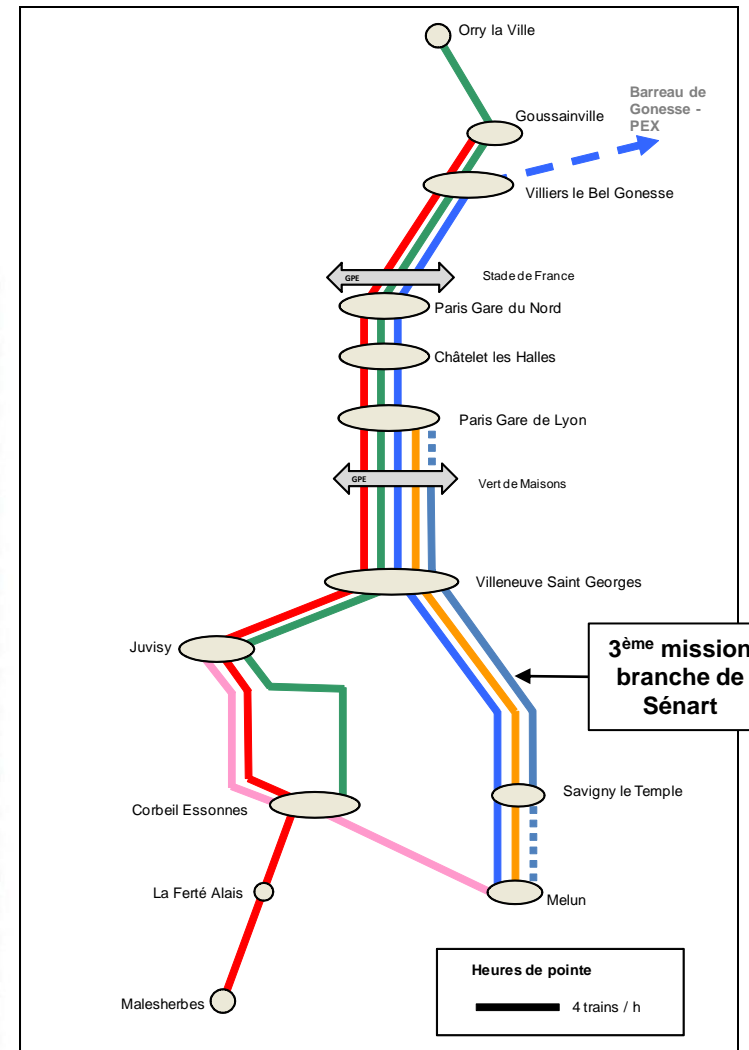 Orry la Ville
Barreau de
Gonesse -
PEX
Goussainville
Villiers le Bel Gonesse
GPE
Stade de France
Paris Gare du Nord
Châtelet les Halles
Paris Gare de Lyon
GPE
Vert de Maisons
Villeneuve Saint Georges
Juvisy
3ème mission
branche de
Sénart
Savigny le Temple
Corbeil Essonnes
La Ferté Alais
Melun
Malesherbes
Heures de pointe
4 trains / h